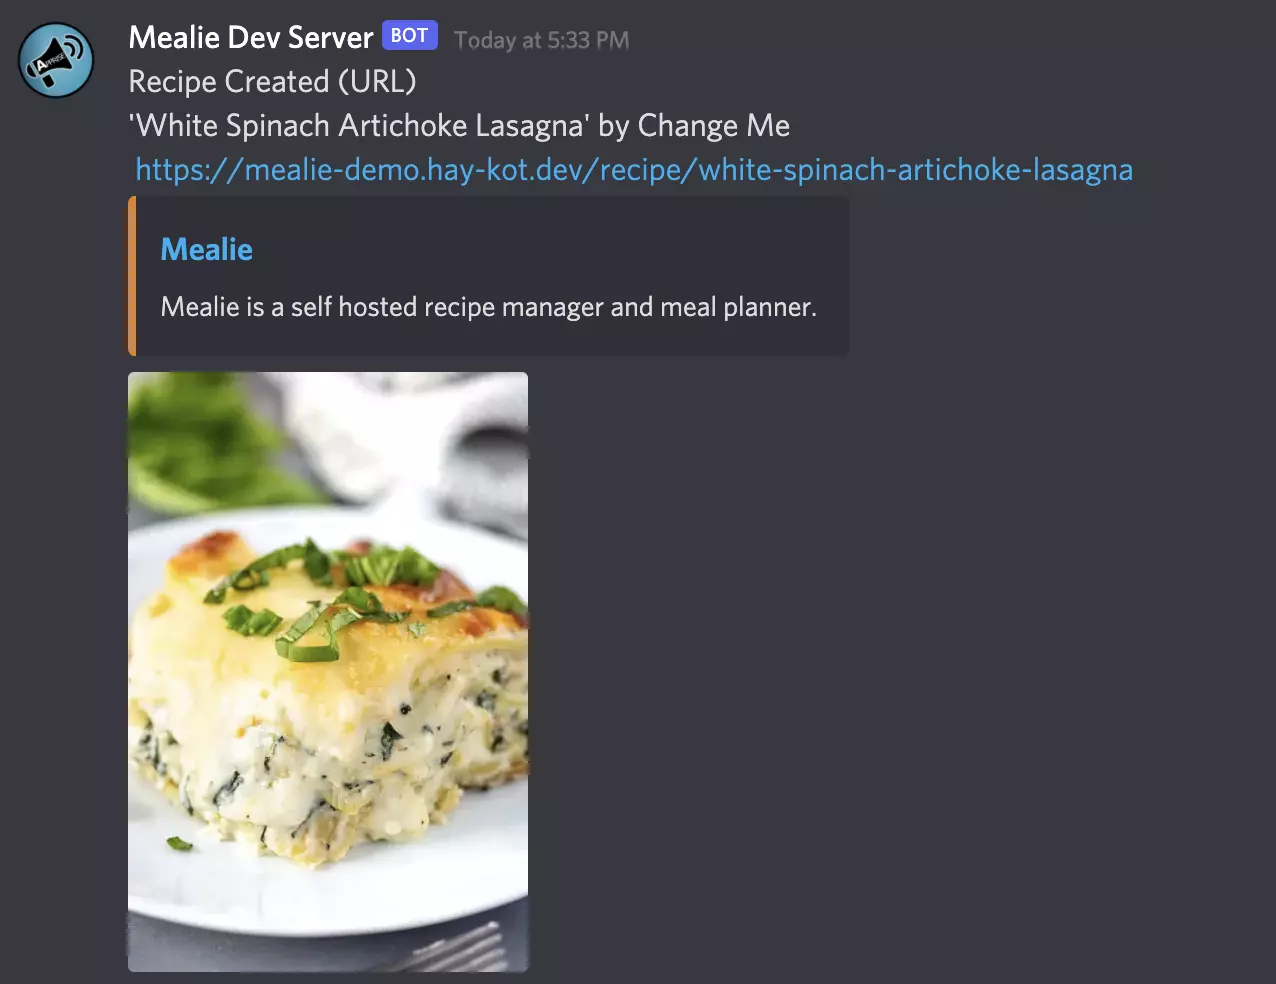 Mealie Dev Server BOT Today at 5:33 PM
APPRISE
Recipe Created (URL)
'White Spinach Artichoke Lasagna' by Change Me
https://mealie-demo.hay-kot.dev/recipe/white-spinach-artichoke-lasagna
Mealie
Mealie is a self hosted recipe manager and meal planner.